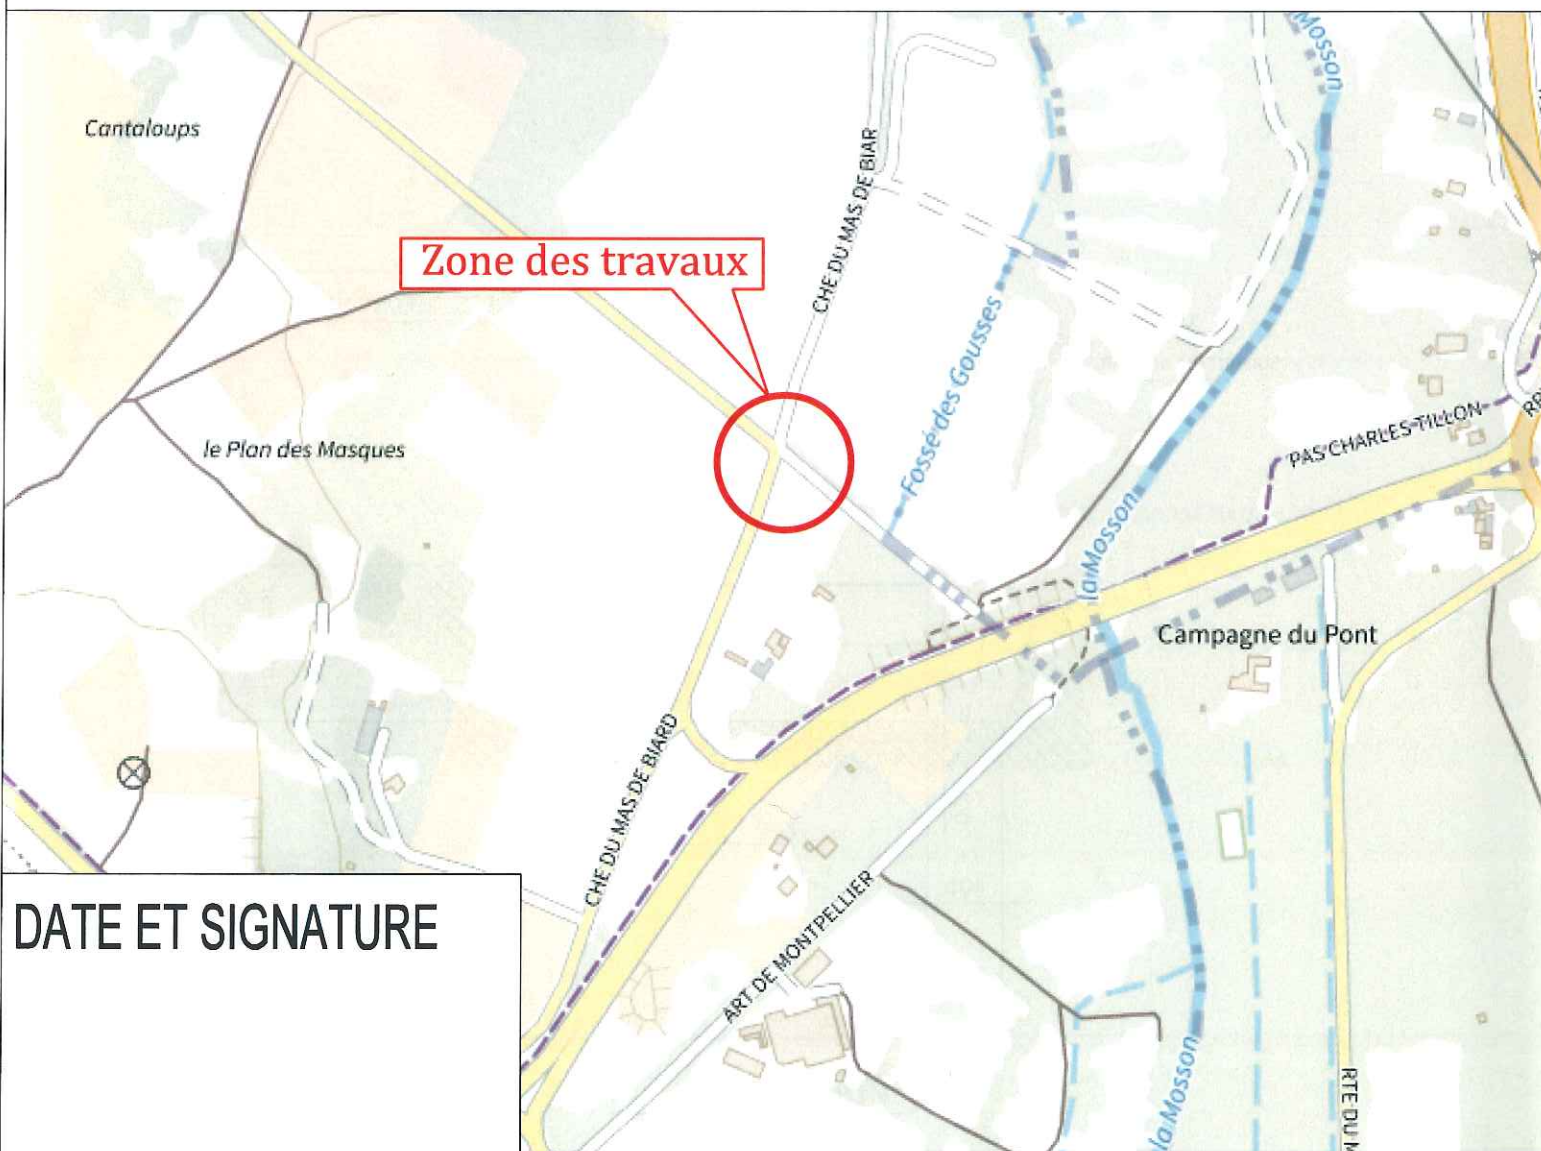 Mosson
Cantaloups
CHE DU MAS DE BIAR
Zone des travaux
Fossé des Gousses
le Plan des Masques
PAS CHARLES TILLON
la Mosson
Campagne du Pont
CHE DU MAS DE BIARD
ART DE MONTPELLIER
DATE ET SIGNATURE
la Mosson
RTE DU M